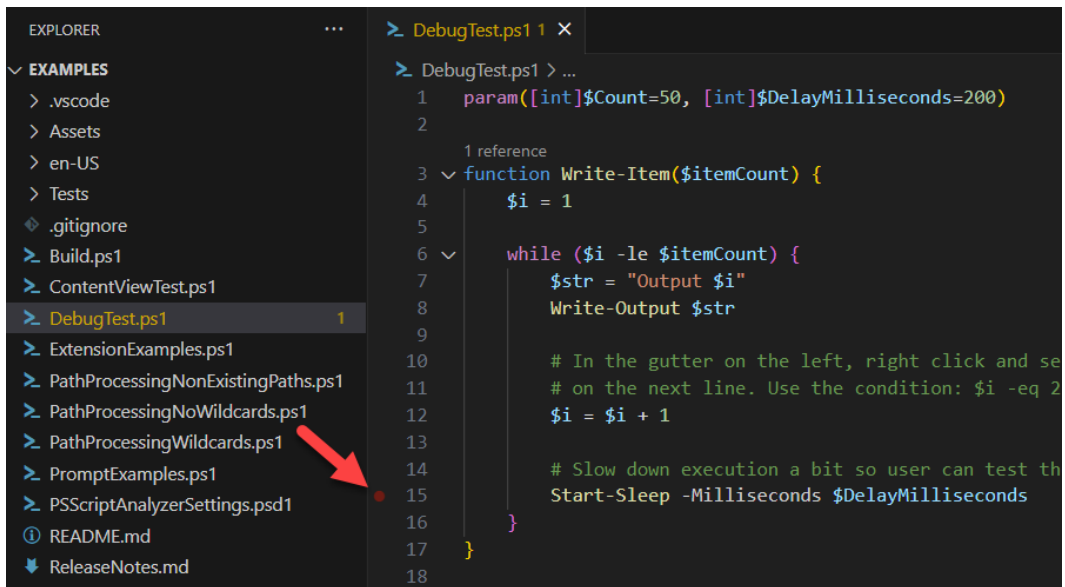 EXPLORER ...
EXAMPLES
.vscode
Assets
en-US
Tests
.gitignore
Build.ps1
ContentViewTest.ps1
DebugTest.ps1 1
ExtensionExamples.ps1
PathProcessingNonExistingPaths.ps1
PathProcessingNoWildcards.ps1
PathProcessingWildcards.ps1
PromptExamples.ps1
PSScriptAnalyzerSettings.psd1
README.md
ReleaseNotes.md
DebugTest.ps1 1
DebugTest.ps1 > ...
1 param([int]$Count=50, [int]$DelayMilliseconds=200)
2
1 reference
3 function Write-Item($itemCount) {
4 $i = 1
5
6 while ($i -le $itemCount) {
7 $str = "Output $i"
8 Write-Output $str
9
10 # In the gutter on the left, right click and se
11 # on the next line. Use the condition: $i -eq 2
12 $i = $i + 1
13
14 # Slow down execution a bit so user can test th
15 Start-Sleep -Milliseconds $DelayMilliseconds
16 }
17 }
18